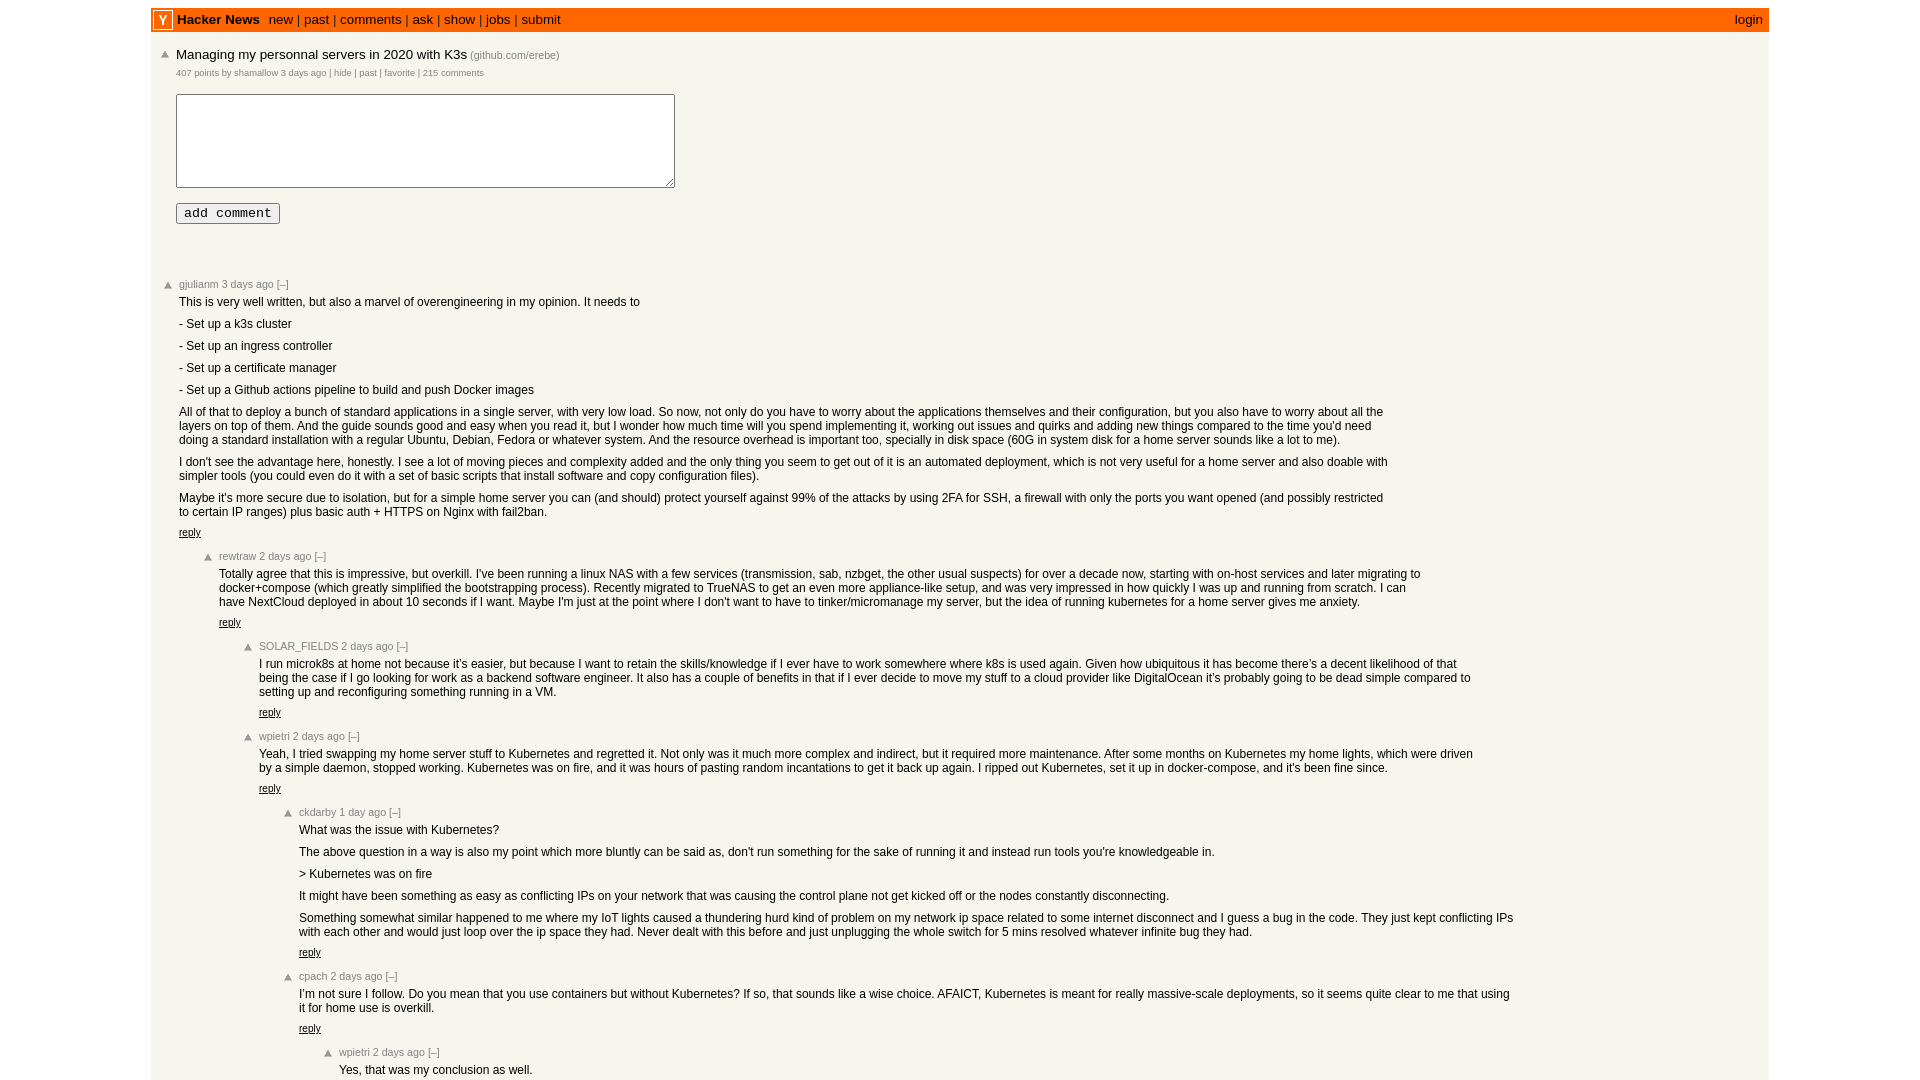 Y Hacker News new | past | comments | ask | show | jobs | submit login
Managing my personnal servers in 2020 with K3s (github.com/erebe)
407 points by shamallow 3 days ago | hide | past | favorite | 215 comments
add comment
gjulianm 3 days ago [–]
This is very well written, but also a marvel of overengineering in my opinion. It needs to
- Set up a k3s cluster
- Set up an ingress controller
- Set up a certificate manager
- Set up a Github actions pipeline to build and push Docker images
All of that to deploy a bunch of standard applications in a single server, with very low load. So now, not only do you have to worry about the applications themselves and their configuration, but you also have to worry about all the
layers on top of them. And the guide sounds good and easy when you read it, but I wonder how much time will you spend implementing it, working out issues and quirks and adding new things compared to the time you'd need
doing a standard installation with a regular Ubuntu, Debian, Fedora or whatever system. And the resource overhead is important too, specially in disk space (60G in system disk for a home server sounds like a lot to me).
I don't see the advantage here, honestly. I see a lot of moving pieces and complexity added and the only thing you seem to get out of it is an automated deployment, which is not very useful for a home server and also doable with
simpler tools (you could even do it with a set of basic scripts that install software and copy configuration files).
Maybe it's more secure due to isolation, but for a simple home server you can (and should) protect yourself against 99% of the attacks by using 2FA for SSH, a firewall with only the ports you want opened (and possibly restricted
to certain IP ranges) plus basic auth + HTTPS on Nginx with fail2ban.
reply
rewtraw 2 days ago [–]
Totally agree that this is impressive, but overkill. I've been running a linux NAS with a few services (transmission, sab, nzbget, the other usual suspects) for over a decade now, starting with on-host services and later migrating to
docker+compose (which greatly simplified the bootstrapping process). Recently migrated to TrueNAS to get an even more appliance-like setup, and was very impressed in how quickly I was up and running from scratch. I can
have NextCloud deployed in about 10 seconds if I want. Maybe I'm just at the point where I don't want to have to tinker/micromanage my server, but the idea of running kubernetes for a home server gives me anxiety.
reply
SOLAR_FIELDS 2 days ago [–]
I run microk8s at home not because it’s easier, but because I want to retain the skills/knowledge if I ever have to work somewhere where k8s is used again. Given how ubiquitous it has become there’s a decent likelihood of that
being the case if I go looking for work as a backend software engineer. It also has a couple of benefits in that if I ever decide to move my stuff to a cloud provider like DigitalOcean it’s probably going to be dead simple compared to
setting up and reconfiguring something running in a VM.
reply
wpietri 2 days ago [–]
Yeah, I tried swapping my home server stuff to Kubernetes and regretted it. Not only was it much more complex and indirect, but it required more maintenance. After some months on Kubernetes my home lights, which were driven
by a simple daemon, stopped working. Kubernetes was on fire, and it was hours of pasting random incantations to get it back up again. I ripped out Kubernetes, set it up in docker-compose, and it's been fine since.
reply
ckdarby 1 day ago [–]
What was the issue with Kubernetes?
The above question in a way is also my point which more bluntly can be said as, don't run something for the sake of running it and instead run tools you're knowledgeable in.
> Kubernetes was on fire
It might have been something as easy as conflicting IPs on your network that was causing the control plane not get kicked off or the nodes constantly disconnecting.
Something somewhat similar happened to me where my IoT lights caused a thundering hurd kind of problem on my network ip space related to some internet disconnect and I guess a bug in the code. They just kept conflicting IPs
with each other and would just loop over the ip space they had. Never dealt with this before and just unplugging the whole switch for 5 mins resolved whatever infinite bug they had.
reply
cpach 2 days ago [–]
I’m not sure I follow. Do you mean that you use containers but without Kubernetes? If so, that sounds like a wise choice. AFAICT, Kubernetes is meant for really massive-scale deployments, so it seems quite clear to me that using
it for home use is overkill.
reply
wpietri 2 days ago [–]
Yes, that was my conclusion as well.